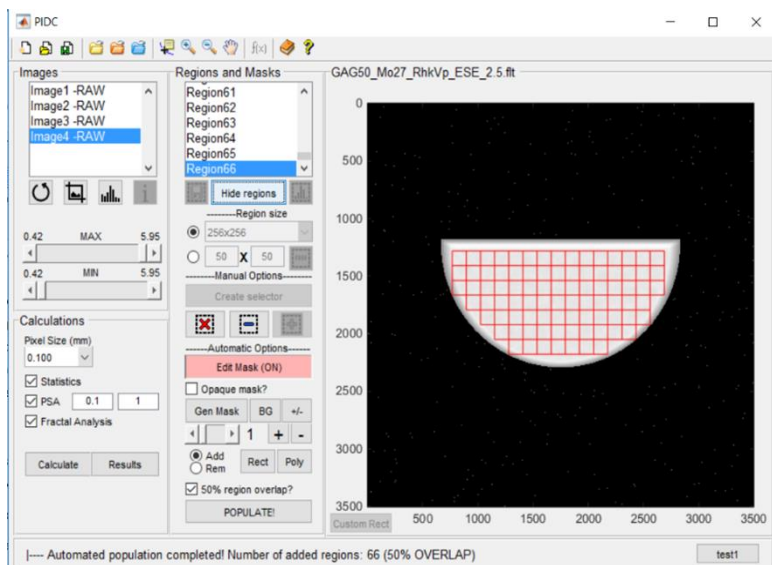 PIDC
f(x)
Images
Image1 -RAW
Image2 -RAW
Image3 -RAW
Image4 -RAW
0.42 MAX 5.95
0.42 MIN 5.95
Calculations
Pixel Size (mm)
0.100
Statistics
PSA 0.1 1
Fractal Analysis
Calculate Results
Regions and Masks
Region61
Region62
Region63
Region64
Region65
Region66
Hide regions
--------Region size
256x256
50 X 50
-------Manual Options-------
Create selector
------Automatic Options------
Edit Mask (ON)
Opaque mask?
Gen Mask BG +/-
1 + -
Add
Rem
Rect Poly
50% region overlap?
POPULATE!
GAG50_Mo27_RhkVp_ESE_2.5.flt
0
500
1000
1500
2000
2500
3000
3500
Custom Rect
500 1000 1500 2000 2500 3000 3500
|---- Automated population completed! Number of added regions: 66 (50% OVERLAP)
test1